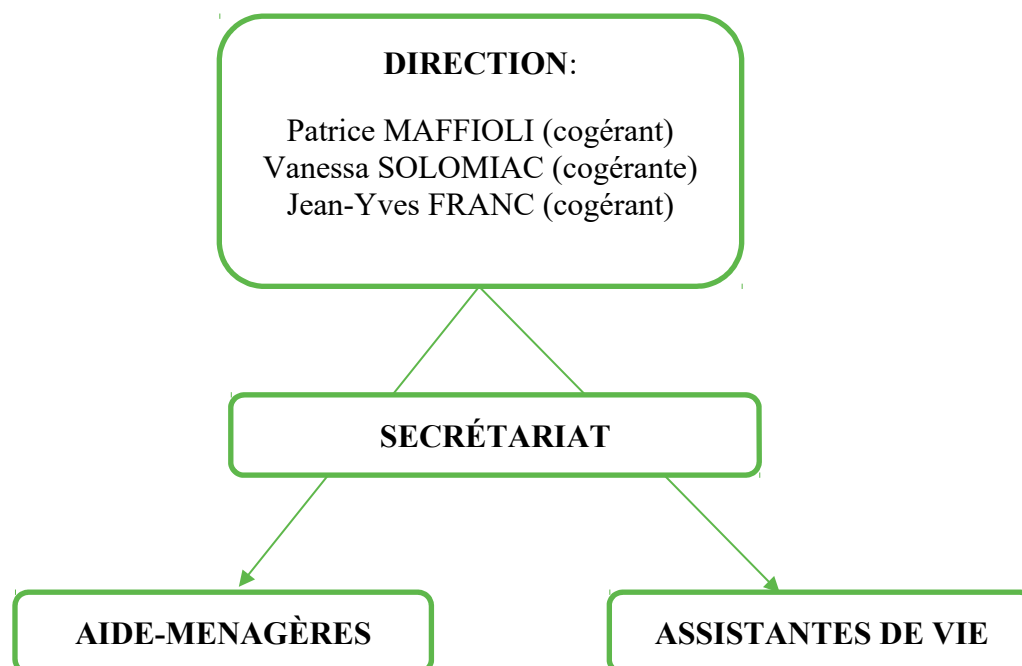 DIRECTION:
Patrice MAFFIOLI (cogérant)
Vanessa SOLOMIAC (cogérante)
Jean-Yves FRANC (cogérant)
SECRÉTARIAT
AIDE-MENAGÈRES
ASSISTANTES DE VIE